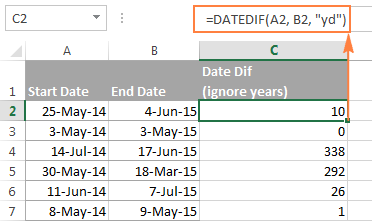 C2 =DATEDIF(A2, B2, "yd")
A B C
1 Start Date End Date Date Dif
(ignore years)
2 25-May-14 4-Jun-15 10
3 3-May-14 3-May-15 0
4 14-Jul-14 17-Jun-15 338
5 30-May-14 18-Mar-15 292
6 11-Jun-14 7-Jul-15 26
7 8-May-14 9-May-15 1